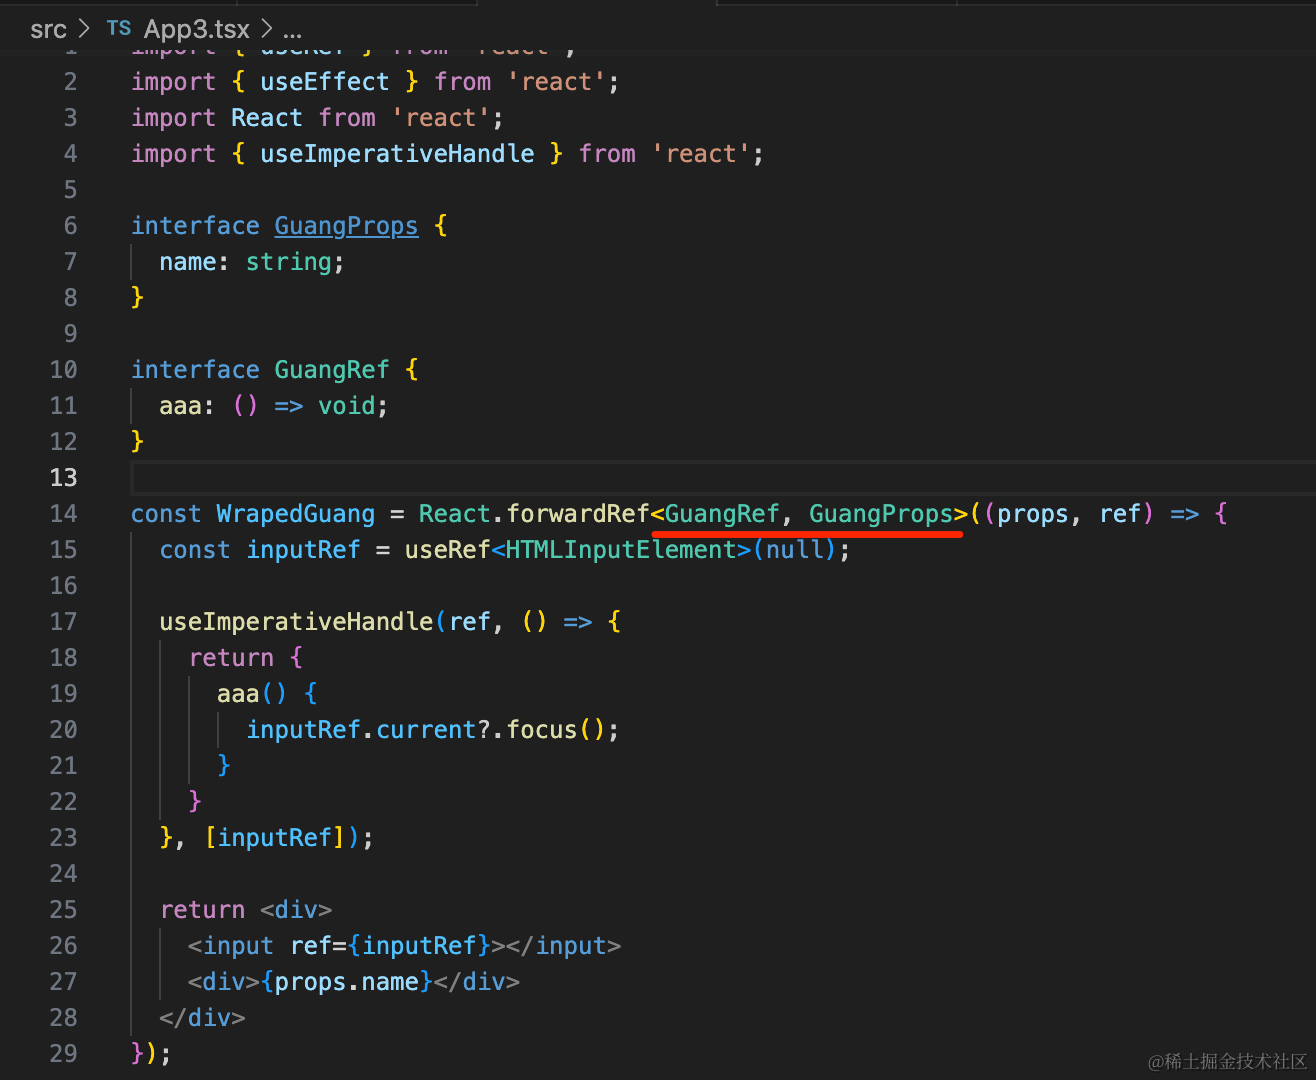 src > TS App3.tsx > ...
1 import { useRef } from 'react';
2 import { useEffect } from 'react';
3 import React from 'react';
4 import { useImperativeHandle } from 'react';
5
6 interface GuangProps {
7   name: string;
8 }
9
10 interface GuangRef {
11   aaa: () => void;
12 }
13
14 const WrapedGuang = React.forwardRef<GuangRef, GuangProps>((props, ref) => {
15   const inputRef = useRef<HTMLInputElement>(null);
16
17   useImperativeHandle(ref, () => {
18     return {
19       aaa() {
20         inputRef.current?.focus();
21       }
22     }
23   }, [inputRef]);
24
25   return <div>
26     <input ref={inputRef}></input>
27     <div>{props.name}</div>
28   </div>
29 });
@稀土掘金技术社区